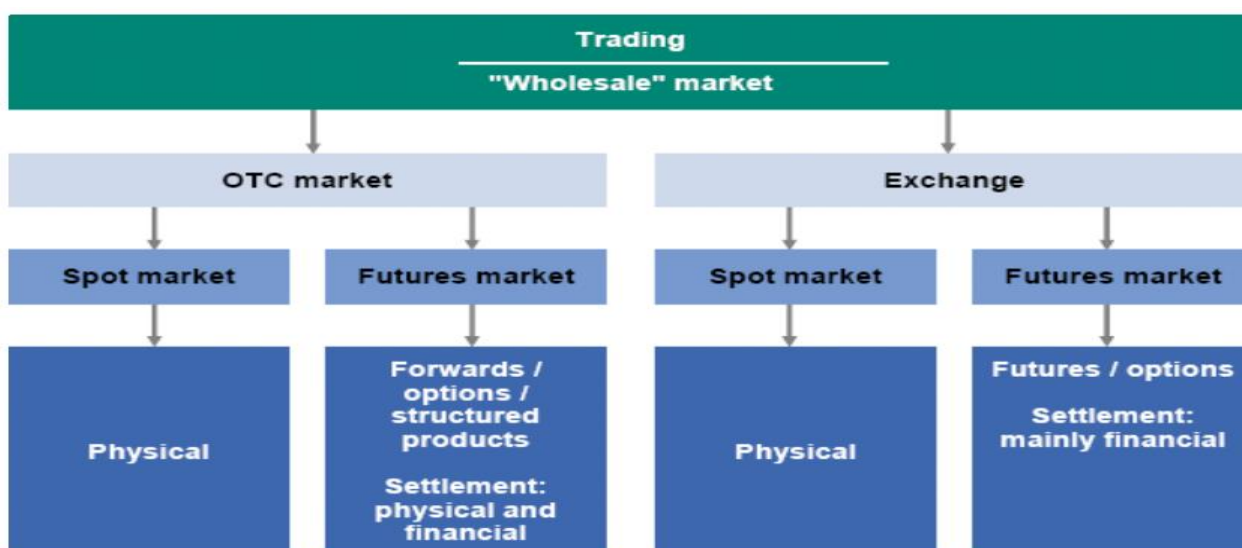 Trading
"Wholesale" market
OTC market
Exchange
Spot market
Futures market
Spot market
Futures market
Physical
Forwards /
options /
structured
products
Settlement:
physical and
financial
Physical
Futures / options
Settlement:
mainly financial